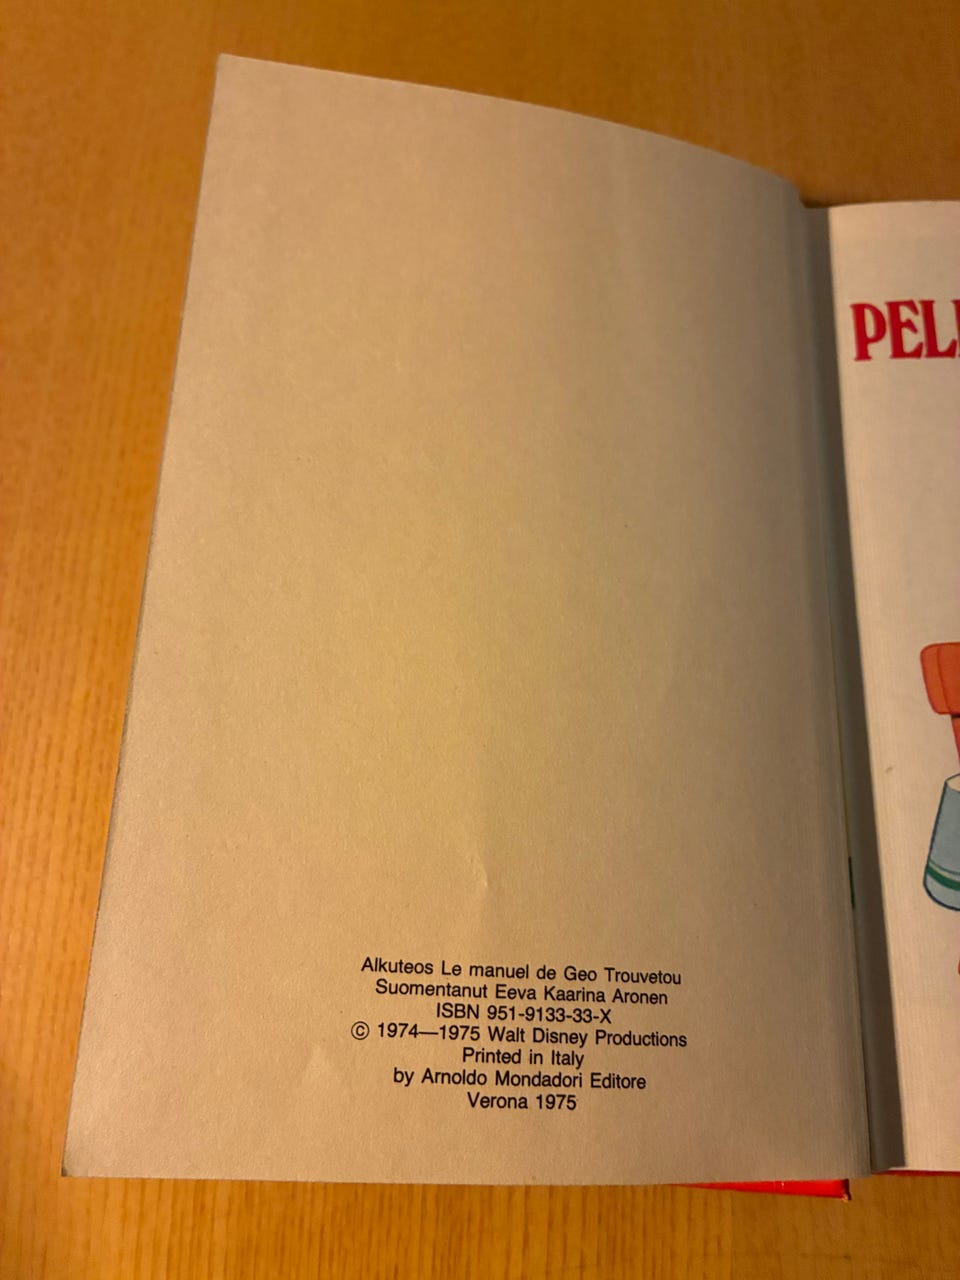 Alkuteos Le manuel de Geo Trouvetou
Suomentanut Eeva Kaarina Aronen
ISBN 951-9133-33-X
© 1974—1975 Walt Disney Productions
Printed in Italy
by Arnoldo Mondadori Editore
Verona 1975